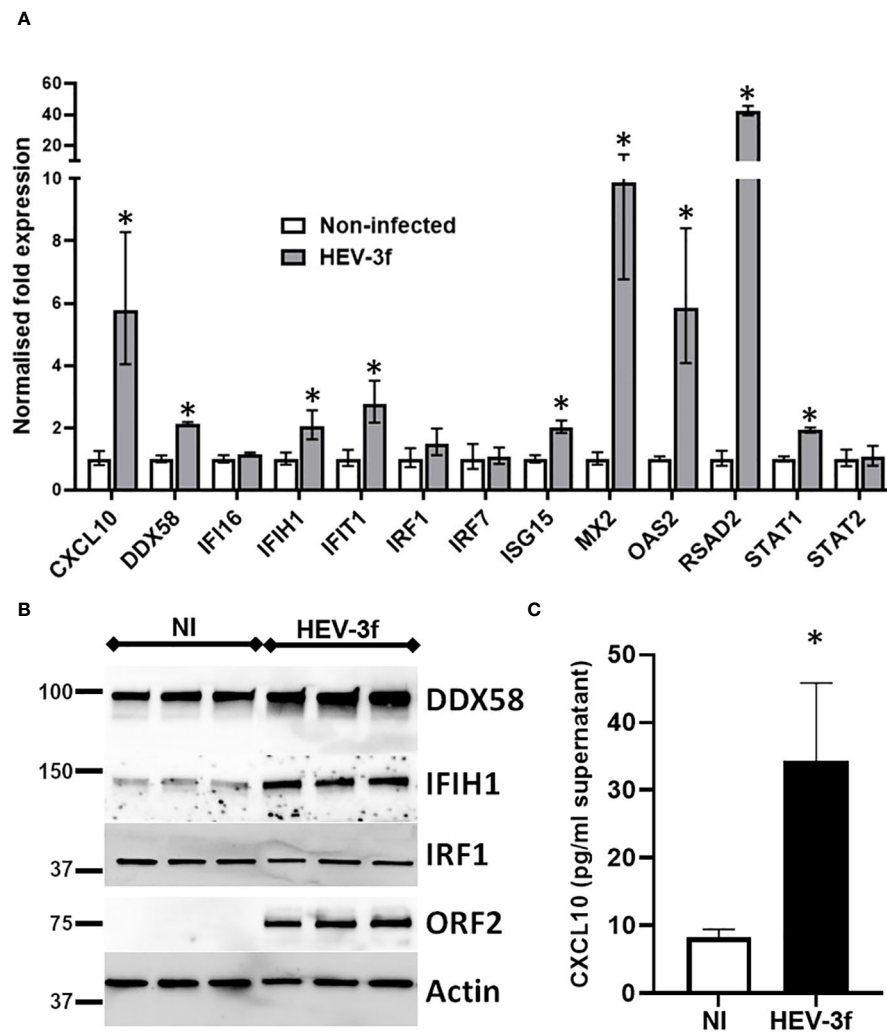 A
Normalised fold expression
60
40
20
10
8
6
4
2
0
Non-infected
HEV-3f
*
*
*
*
*
*
*
*
*
CXCL10
DDX58
IFI16
IFIH1
IFIT1
IRF1
IRF7
ISG15
MX2
OAS2
RSAD2
STAT1
STAT2
B
NI
HEV-3f
100
DDX58
150
IFIH1
37
IRF1
75
ORF2
37
Actin
C
CXCL10 (pg/ml supernatant)
50
40
30
20
10
0
*
NI
HEV-3f